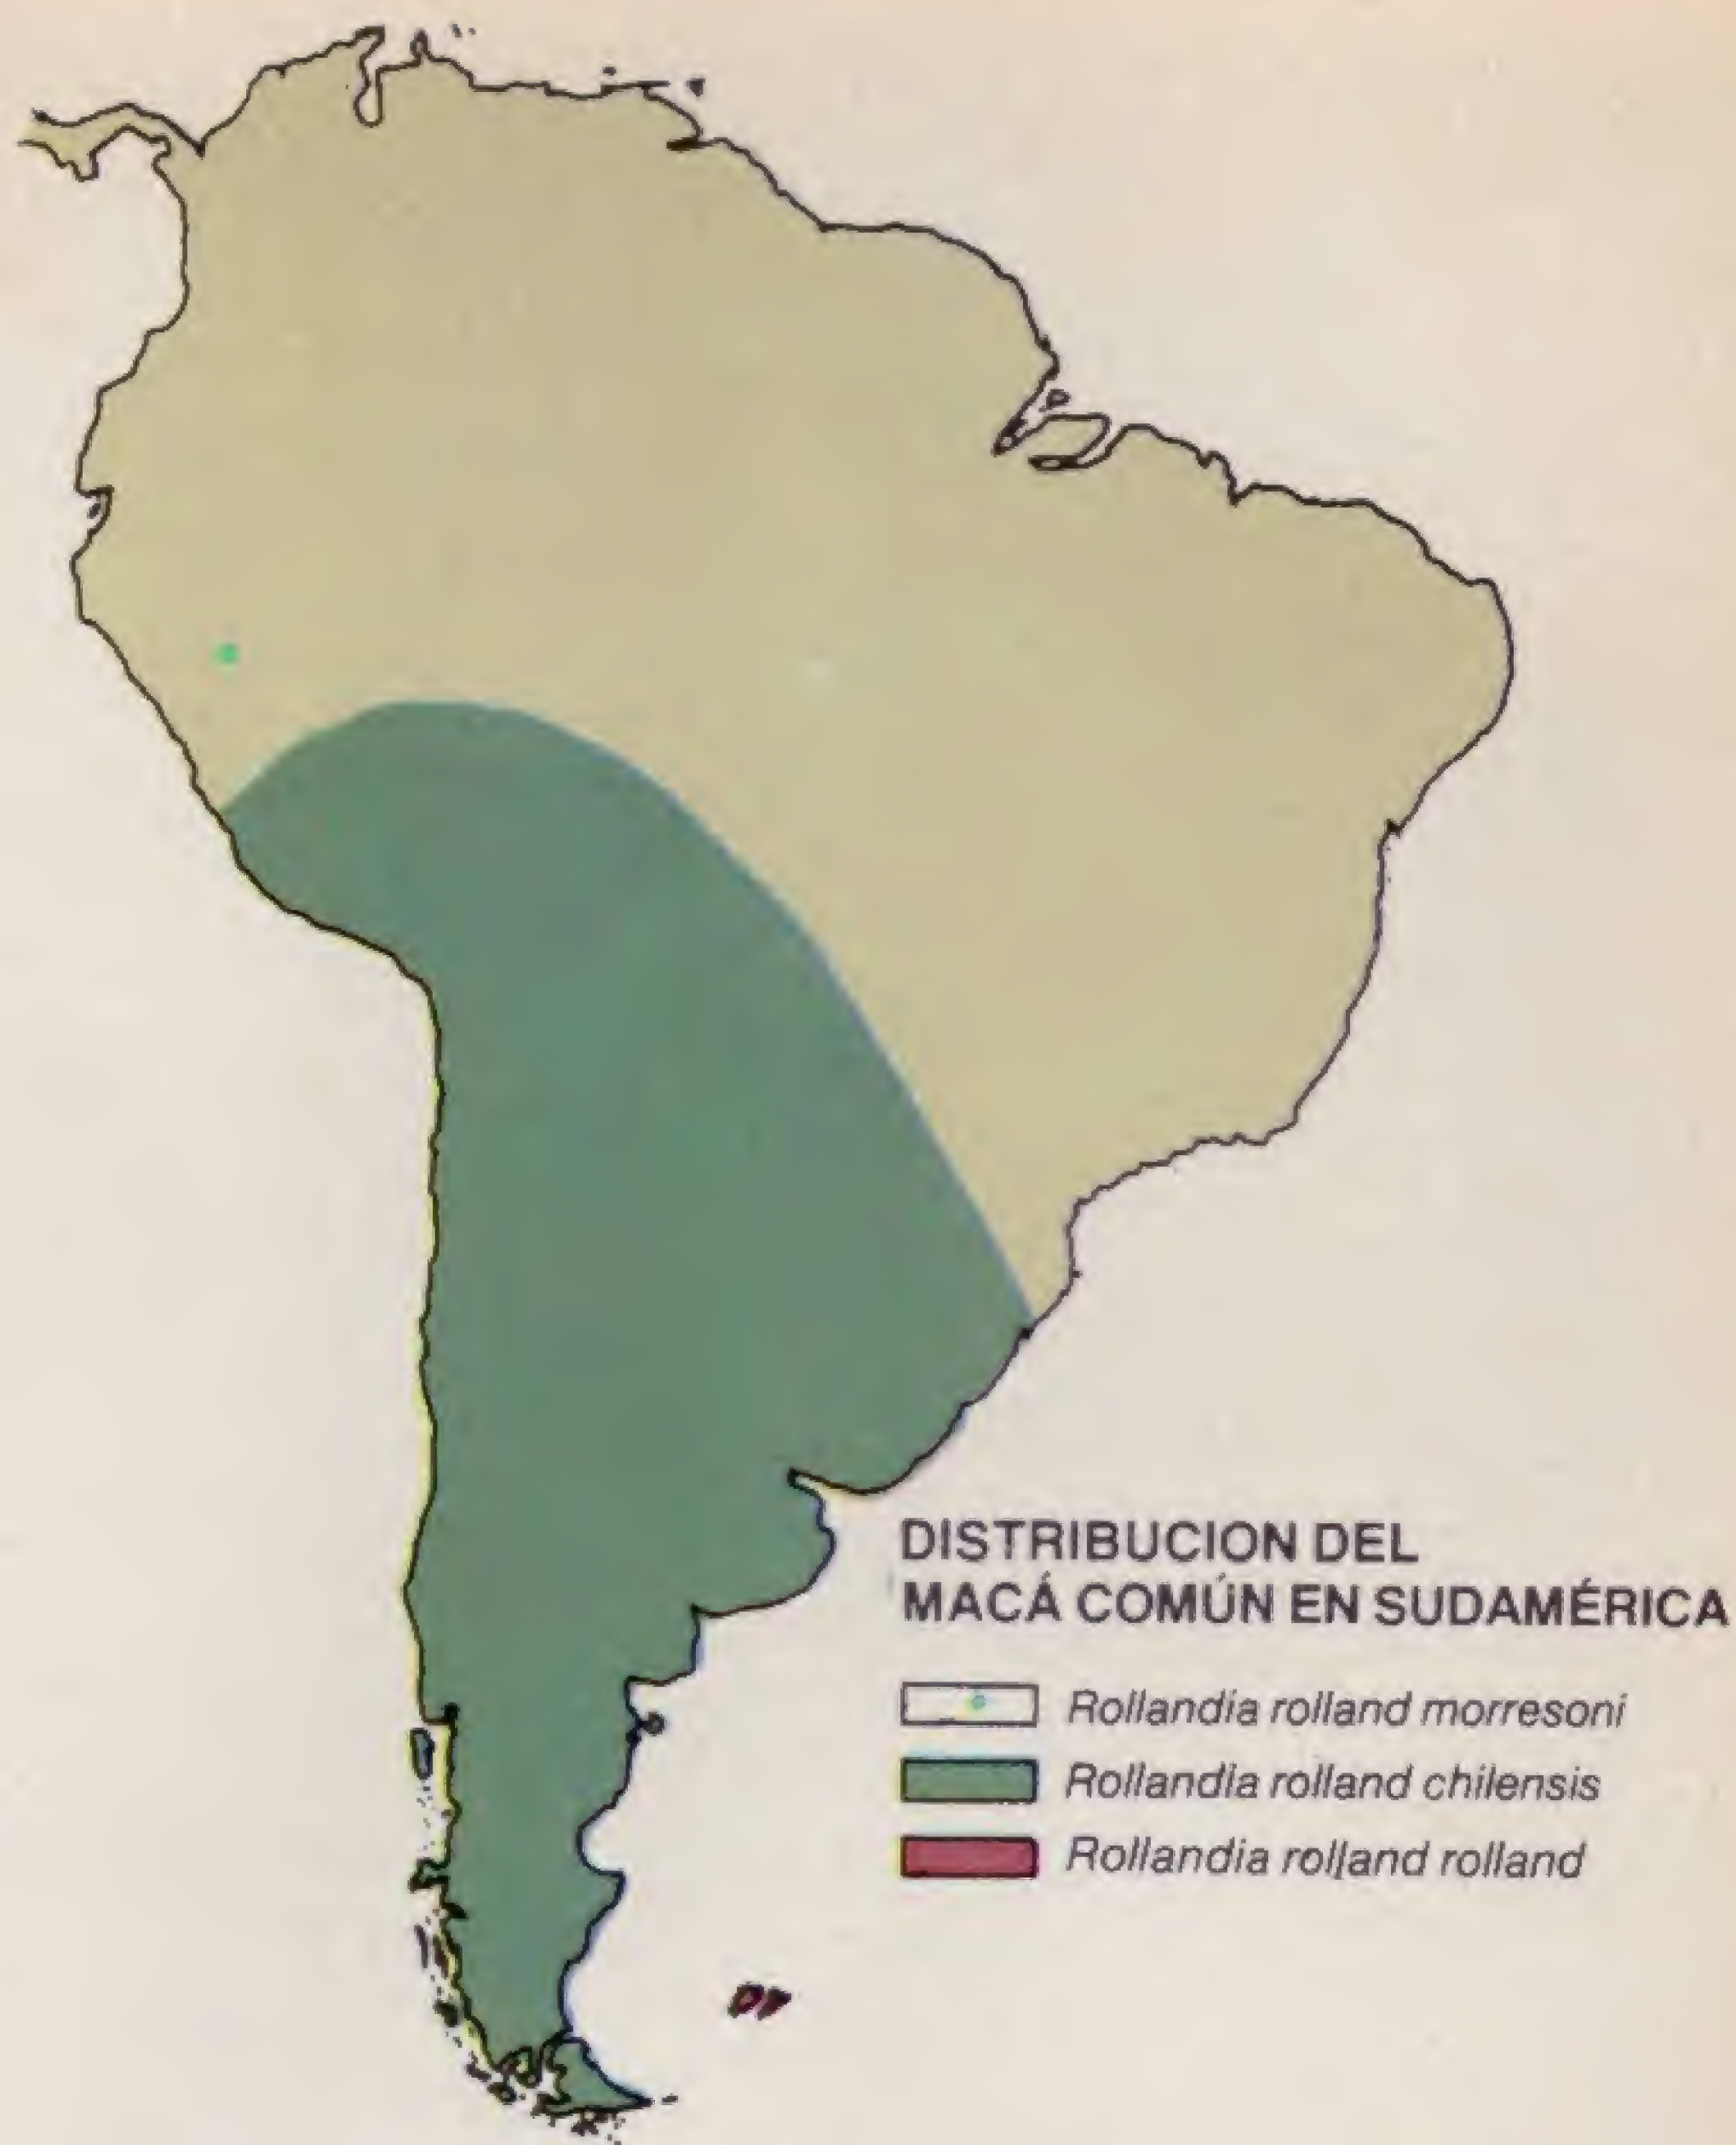 DISTRIBUCION DEL
MACÁ COMÚN EN SUDAMÉRICA
Rollandia rolland morresoni
Rollandia rolland chilensis
Rollandia rolland rolland